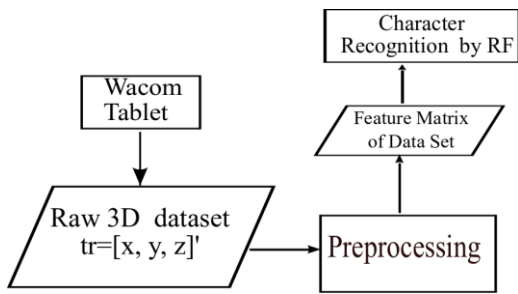 Wacom
Tablet
Raw 3D dataset
tr=[x, y, z]'
Preprocessing
Feature Matrix
of Data Set
Character
Recognition by RF